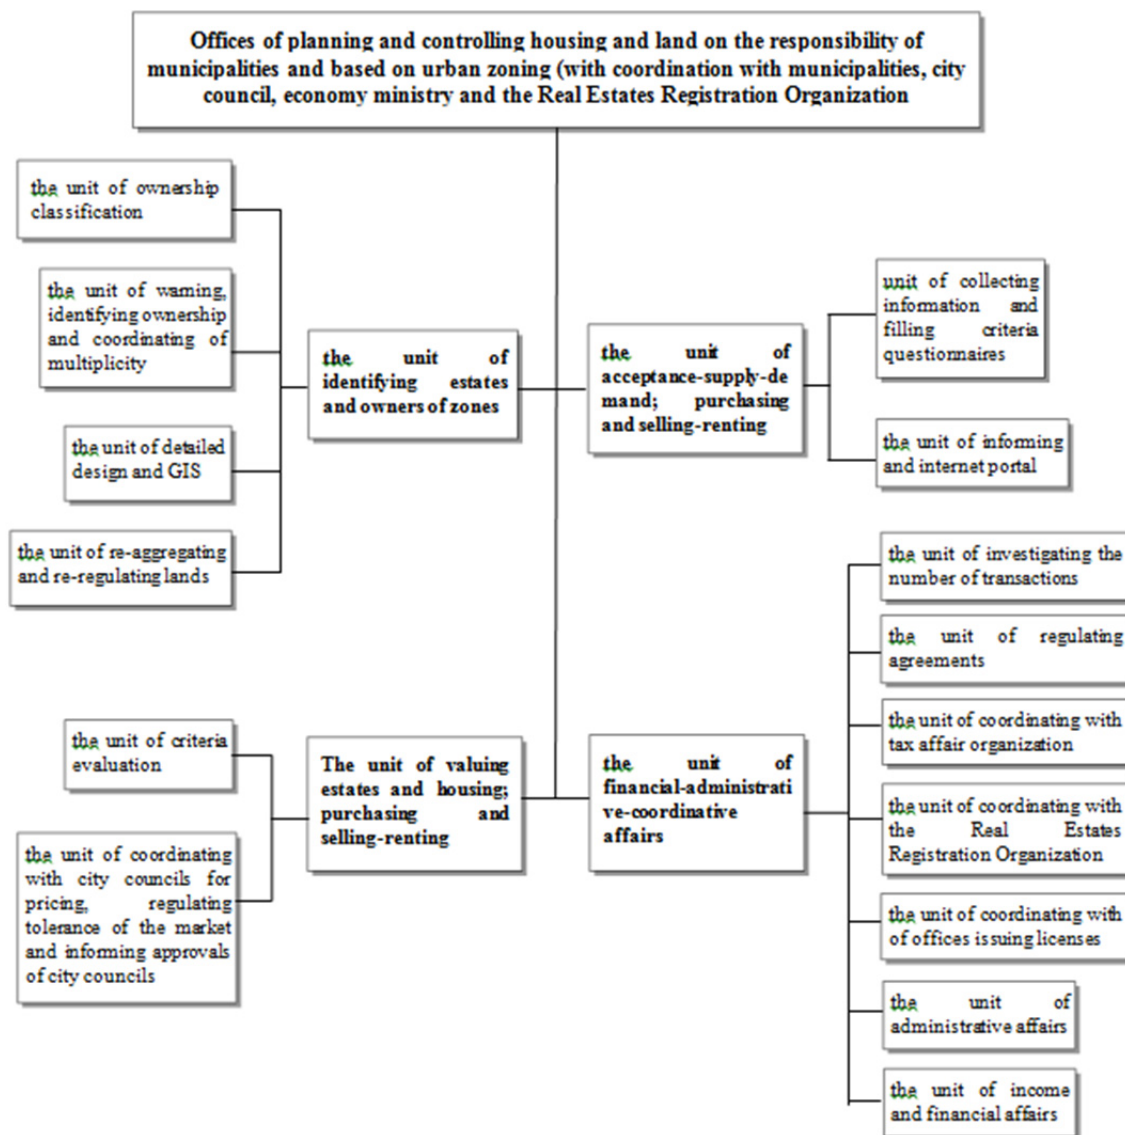 Offices of planning and controlling housing and land on the responsibility of
municipalities and based on urban zoning (with coordination with municipalities, city
council, economy ministry and the Real Estates Registration Organization
the unit of ownership
classification
the unit of warning,
identifying ownership
and coordinating of
multiplicity
the unit of detailed
design and GIS
the unit of re-aggregating
and re-regulating lands
the unit of
identifying estates
and owners of zones
the unit of
acceptance-supply-de
mand; purchasing
and selling-renting
unit of collecting
information and
filling criteria
questionnaires
the unit of informing
and internet portal
the unit of criteria
evaluation
the unit of coordinating
with city councils for
pricing, regulating
tolerance of the market
and informing approvals
of city councils
The unit of valuing
estates and housing;
purchasing and
selling-renting
the unit of
financial-administrati
ve-coordinative
affairs
the unit of investigating the
number of transactions
the unit of regulating
agreements
the unit of coordinating with
tax affair organization
the unit of coordinating with
the Real Estates
Registration Organization
the unit of coordinating with
of offices issuing licenses
the unit of
administrative affairs
the unit of income
and financial affairs